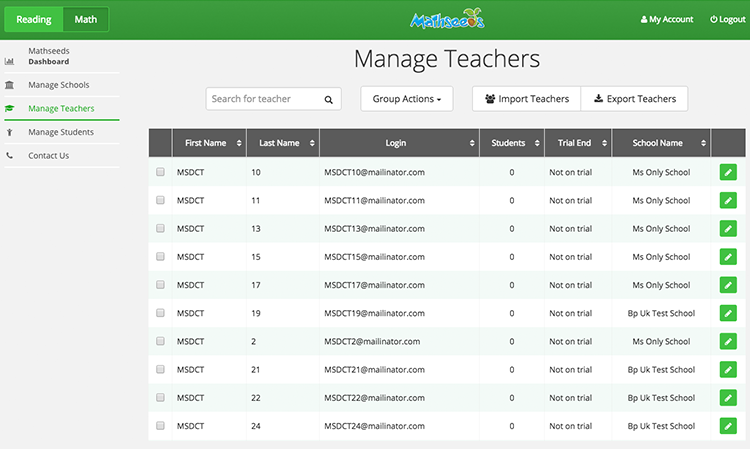 Reading Math Mathseeds My Account Logout
Mathseeds
Dashboard
Manage Schools
Manage Teachers
Manage Students
Contact Us
Manage Teachers
Search for teacher Group Actions Import Teachers Export Teachers
First Name Last Name Login Students Trial End School Name
MSDCT 10 MSDCT10@mailinator.com 0 Not on trial Ms Only School
MSDCT 11 MSDCT11@mailinator.com 0 Not on trial Ms Only School
MSDCT 13 MSDCT13@mailinator.com 0 Not on trial Ms Only School
MSDCT 15 MSDCT15@mailinator.com 0 Not on trial Ms Only School
MSDCT 17 MSDCT17@mailinator.com 0 Not on trial Ms Only School
MSDCT 19 MSDCT19@mailinator.com 0 Not on trial Bp Uk Test School
MSDCT 2 MSDCT2@mailinator.com 0 Not on trial Ms Only School
MSDCT 21 MSDCT21@mailinator.com 0 Not on trial Bp Uk Test School
MSDCT 22 MSDCT22@mailinator.com 0 Not on trial Bp Uk Test School
MSDCT 24 MSDCT24@mailinator.com 0 Not on trial Bp Uk Test School